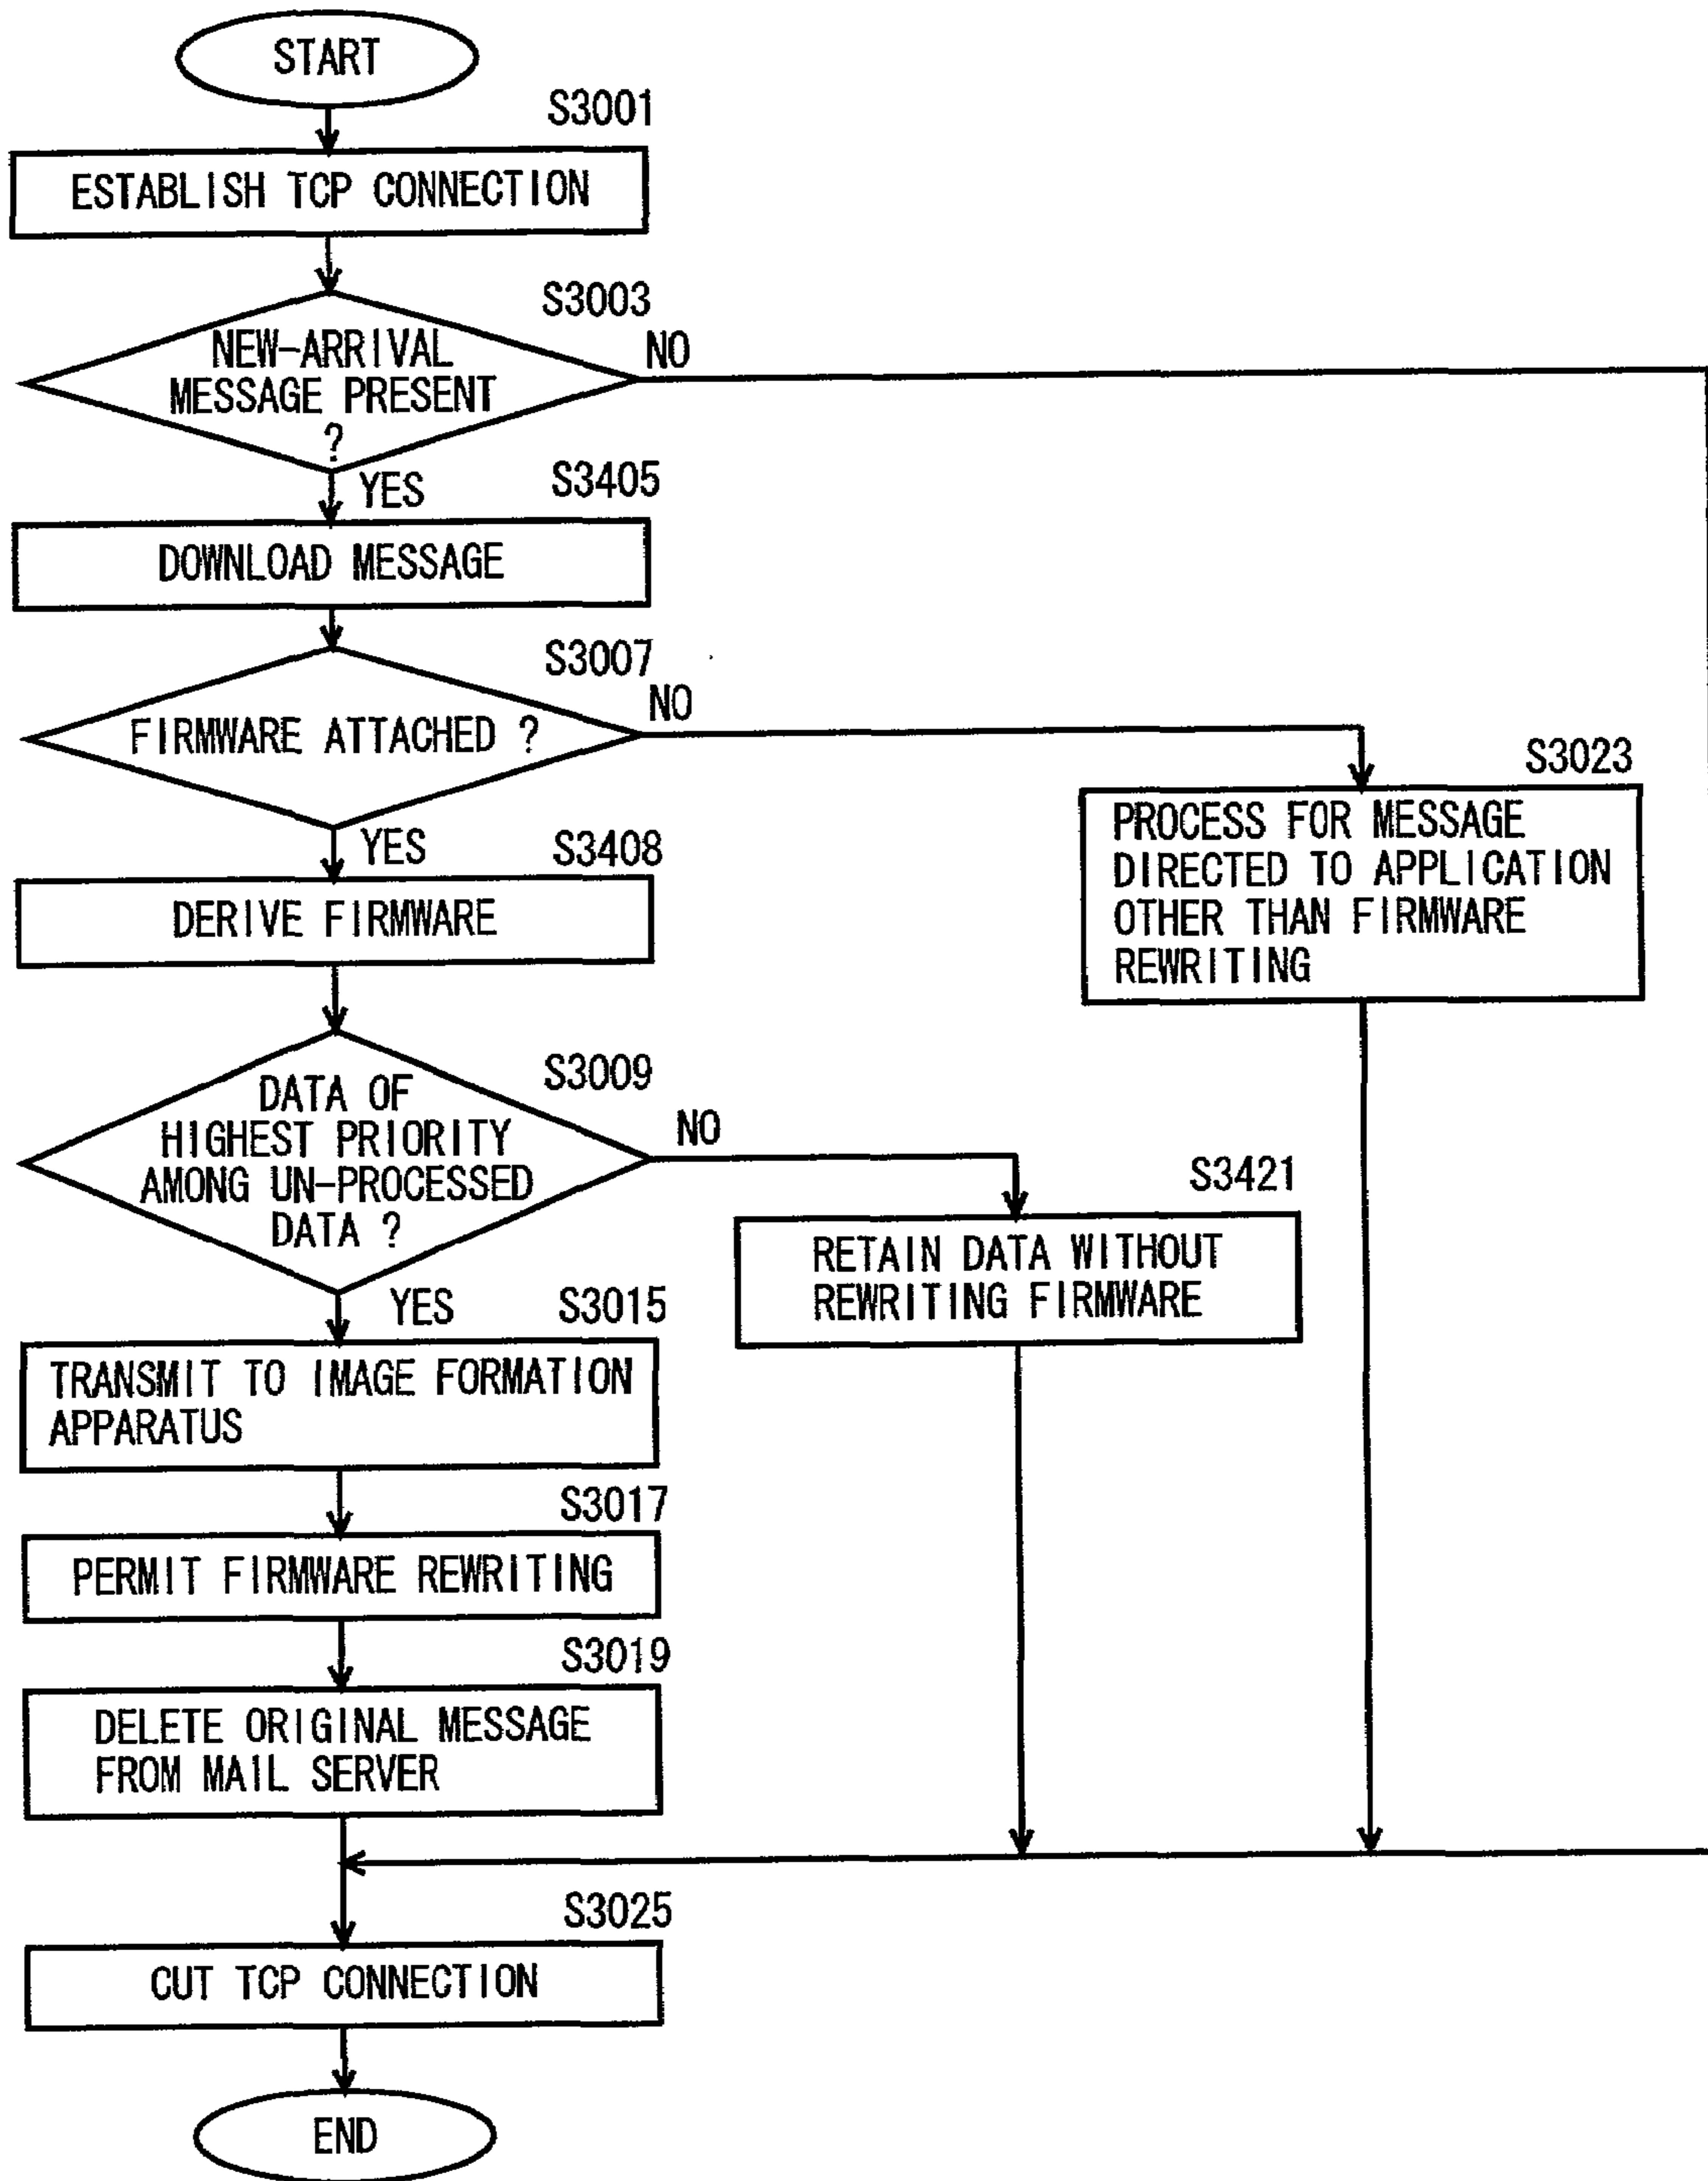 START
S3001
ESTABLISH TCP CONNECTION
S3003
NEW-ARRIVAL
MESSAGE PRESENT
?
NO
YES
S3405
DOWNLOAD MESSAGE
S3007
FIRMWARE ATTACHED ?
NO
S3023
PROCESS FOR MESSAGE
DIRECTED TO APPLICATION
OTHER THAN FIRMWARE
REWRITING
YES
S3408
DERIVE FIRMWARE
S3009
DATA OF
HIGHEST PRIORITY
AMONG UN-PROCESSED
DATA ?
NO
S3421
RETAIN DATA WITHOUT
REWRITING FIRMWARE
YES
S3015
TRANSMIT TO IMAGE FORMATION
APPARATUS
S3017
PERMIT FIRMWARE REWRITING
S3019
DELETE ORIGINAL MESSAGE
FROM MAIL SERVER
S3025
CUT TCP CONNECTION
END